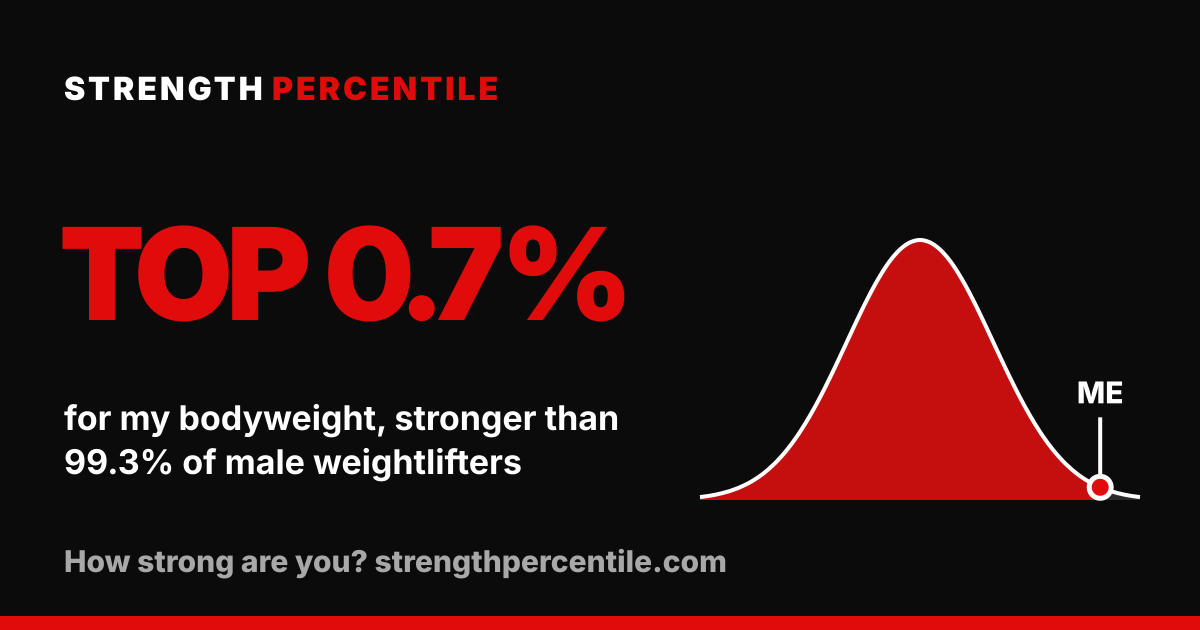 STRENGTH PERCENTILE
TOP 0.7%
for my bodyweight, stronger than
99.3% of male weightlifters
ME
How strong are you? strengthpercentile.com